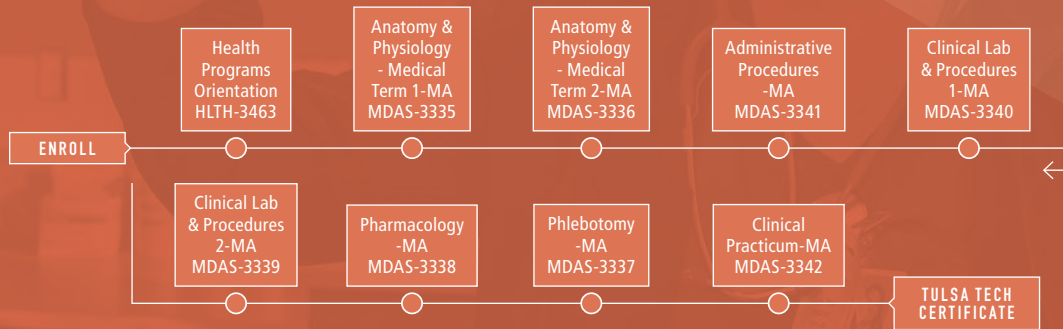 ENROLL
Health
Programs
Orientation
HLTH-3463
Anatomy &
Physiology
- Medical
Term 1-MA
MDAS-3335
Anatomy &
Physiology
- Medical
Term 2-MA
MDAS-3336
Administrative
Procedures
-MA
MDAS-3341
Clinical Lab
& Procedures
1-MA
MDAS-3340
Clinical Lab
& Procedures
2-MA
MDAS-3339
Pharmacology
-MA
MDAS-3338
Phlebotomy
-MA
MDAS-3337
Clinical
Practicum-MA
MDAS-3342
TULSA TECH
CERTIFICATE